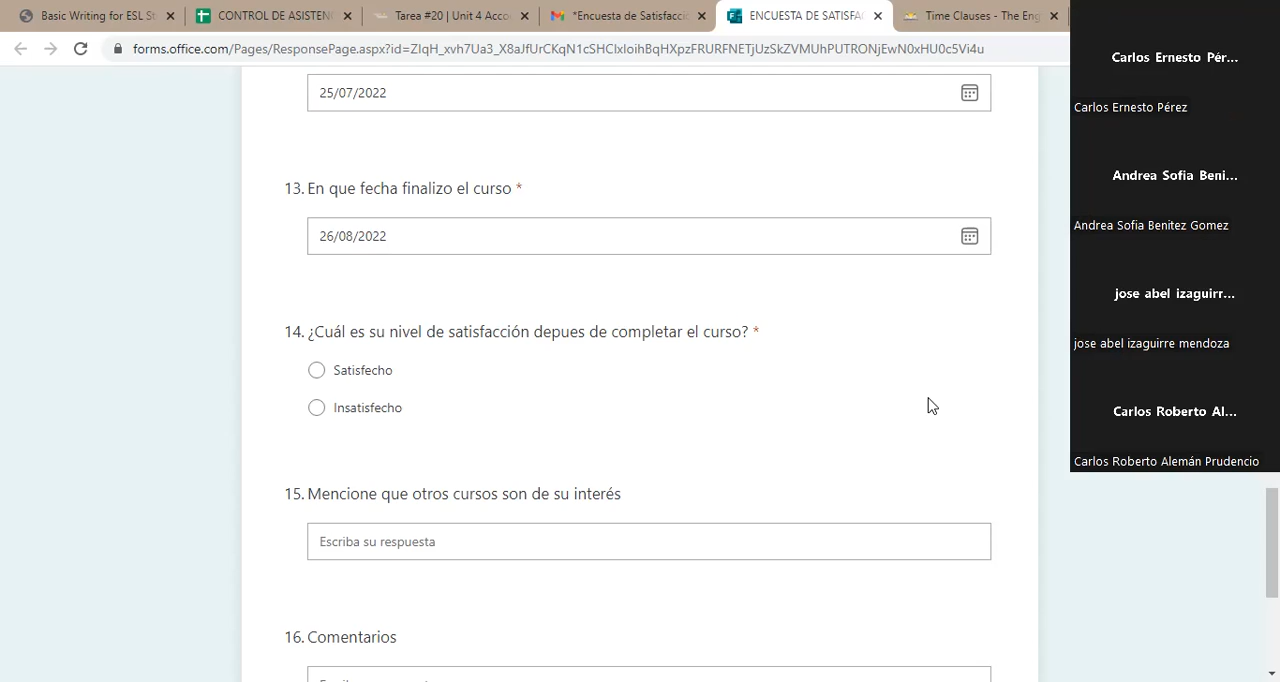 Basic Writing for ESL St
CONTROL DE ASISTEN
Tarea #20 | Unit 4 Acco
*Encuesta de Satisfacci
ENCUESTA DE SATISFA
Time Clauses - The Eng
forms.office.com/Pages/ResponsePage.aspx?id=ZIqH_xvh7Ua3_X8aJfUrCKqN1cSHCIxIoihBqHXpzFRURFNETjUzSkZVMUhPUTRONjEwN0xHU0c5Vi4u
25/07/2022
13. En que fecha finalizo el curso *
26/08/2022
14. ¿Cuál es su nivel de satisfacción depues de completar el curso? *
Satisfecho
Insatisfecho
15. Mencione que otros cursos son de su interés
Escriba su respuesta
16. Comentarios
Carlos Ernesto Pér...
Carlos Ernesto Pérez
Andrea Sofia Beni...
Andrea Sofia Benitez Gomez
jose abel izaguirr...
jose abel izaguirre mendoza
Carlos Roberto Al...
Carlos Roberto Alemán Prudencio